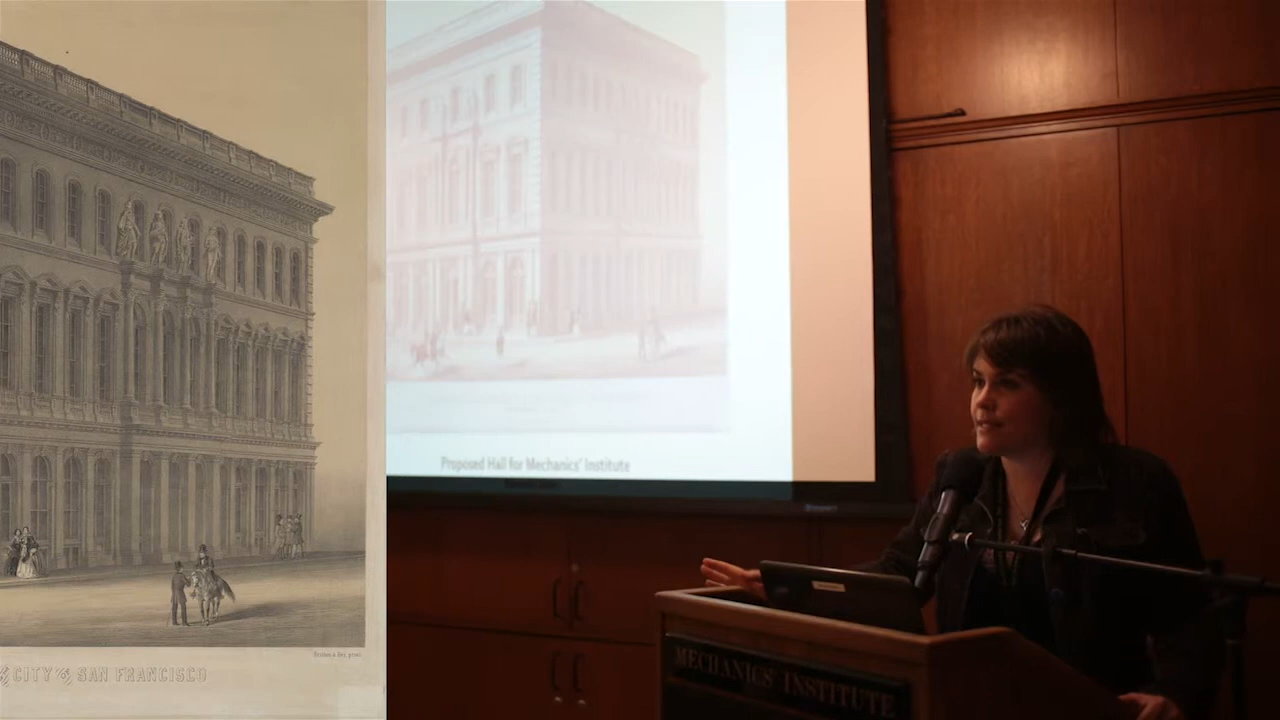 CITY OF SAN FRANCISCO
Proposed Hall for Mechanics' Institute
MECHANICS' INSTITUTE